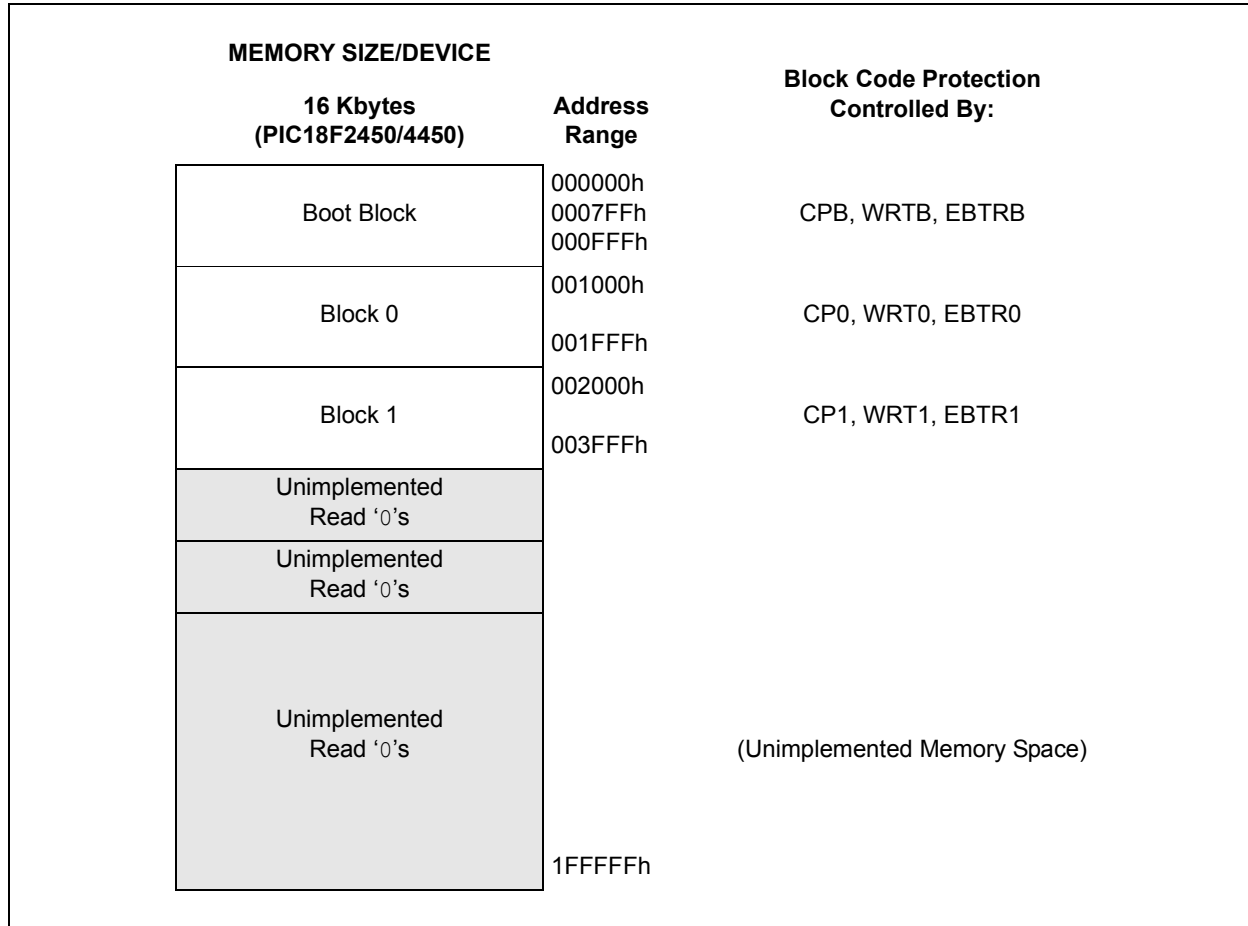 MEMORY SIZE/DEVICE
16 Kbytes
(PIC18F2450/4450)
Address
Range
Block Code Protection
Controlled By:
Boot Block
000000h
0007FFh
000FFFh
CPB, WRTB, EBTRB
Block 0
001000h
001FFFh
CP0, WRT0, EBTR0
Block 1
002000h
003FFFh
CP1, WRT1, EBTR1
Unimplemented
Read ‘0’s
Unimplemented
Read ‘0’s
Unimplemented
Read ‘0’s
(Unimplemented Memory Space)
1FFFFFh